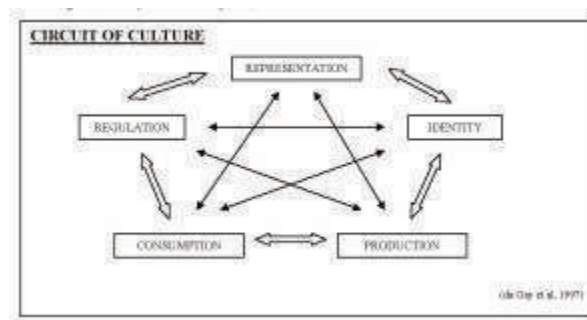 CIRCUIT OF CULTURE
REPRESENTATION
REGULATION
IDENTITY
CONSUMPTION
PRODUCTION
(du Gay et al, 1997)